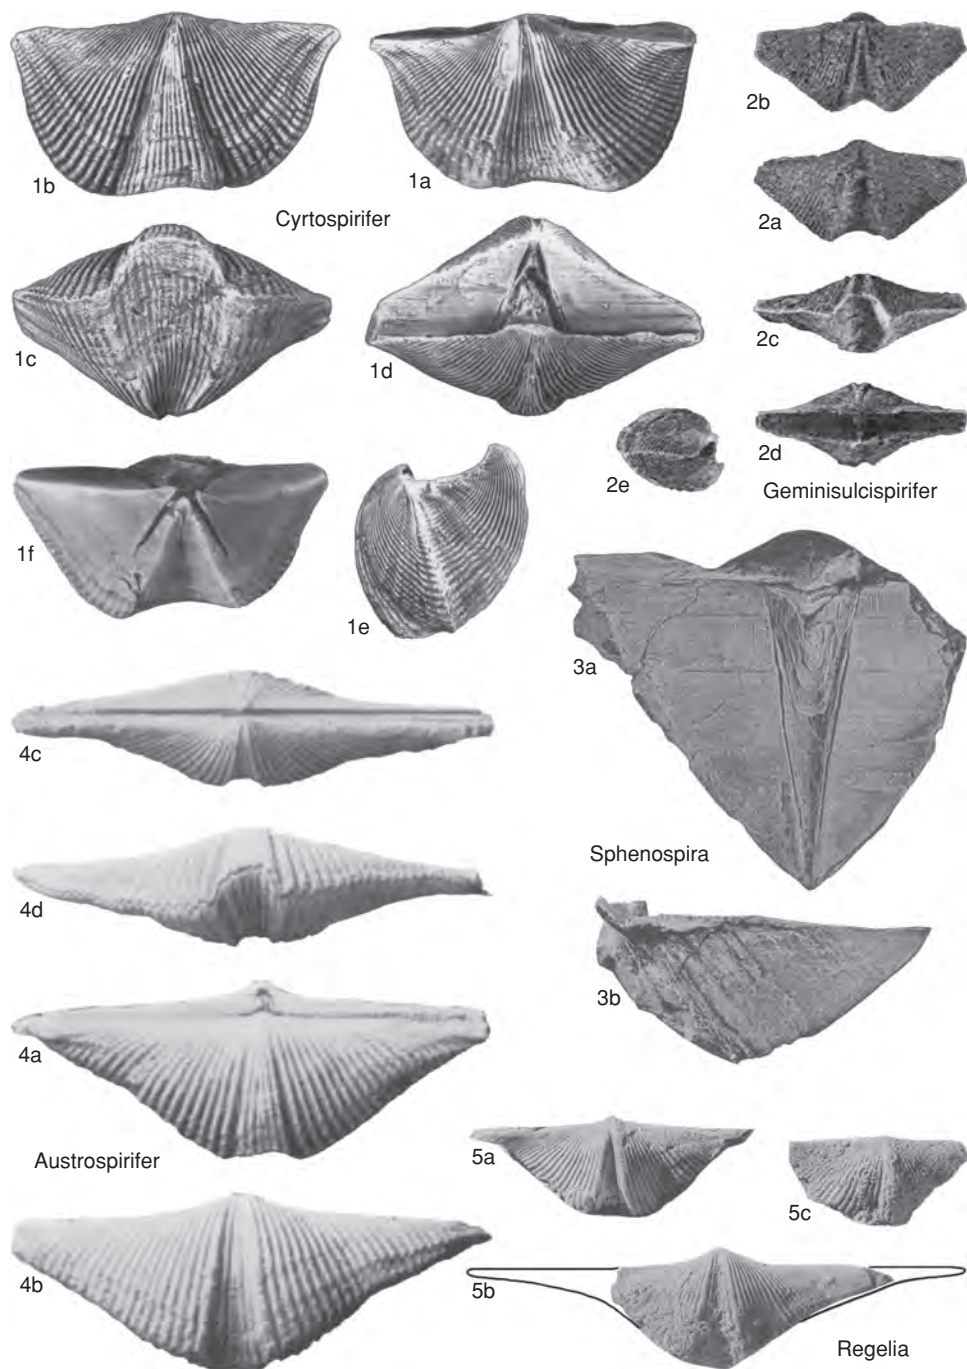 1b
1a
2b
Cyrtospirifer
2a
1c
1d
2c
2e
2d
Geminisulcispirifer
1f
1e
3a
4c
Sphenospira
4d
3b
4a
Austrospirifer
5a
5c
4b
5b
Regelia